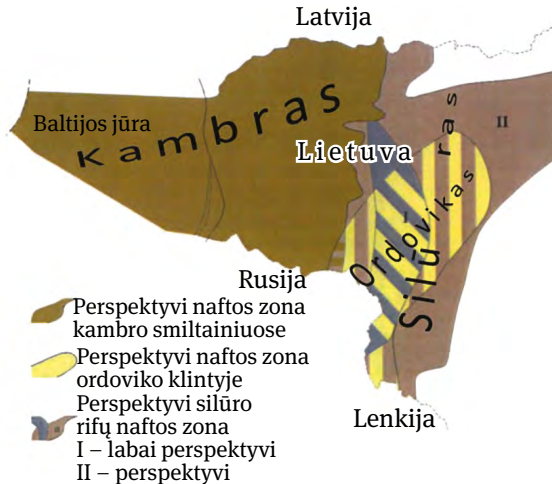 Latvija
Baltijos jūra
Kambras
Lietuva
II
Ordovikas
Silūras
Rusija
Lenkija
Perspektyvi naftos zona
kambro smiltainiuose
Perspektyvi naftos zona
ordoviko klintyje
Perspektyvi silūro
rifų naftos zona
I – labai perspektyvi
II – perspektyvi